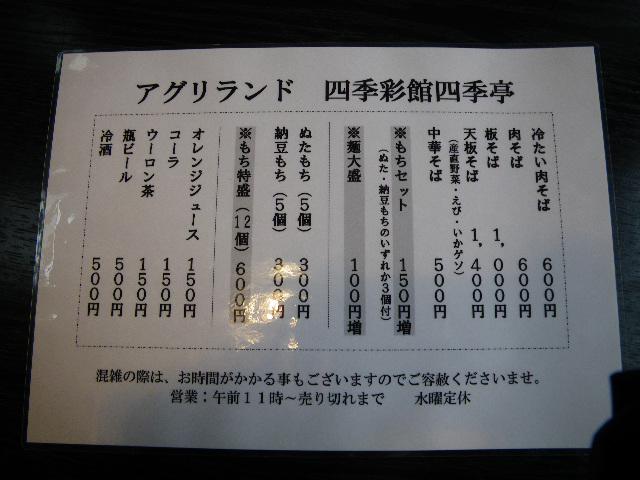 アグリランド 四季彩館四季亭
冷たい肉そば 600円
肉そば 600円
板そば 1,000円
天板そば 1,400円
(産直野菜・えび・いかゲソ)
中華そば 500円
※もちセット 150円増
(ぬた・納豆もちのいずれか3個付)
※麺大盛 100円増
ぬたもち(5個) 300円
納豆もち(5個) 300円
※もち特盛(12個) 600円
オレンジジュース 150円
コーラ 150円
ウーロン茶 150円
瓶ビール 500円
冷酒 500円
混雑の際は、お時間がかかる事もございますのでご容赦くださいませ。
営業:午前11時~売り切れまで 水曜定休